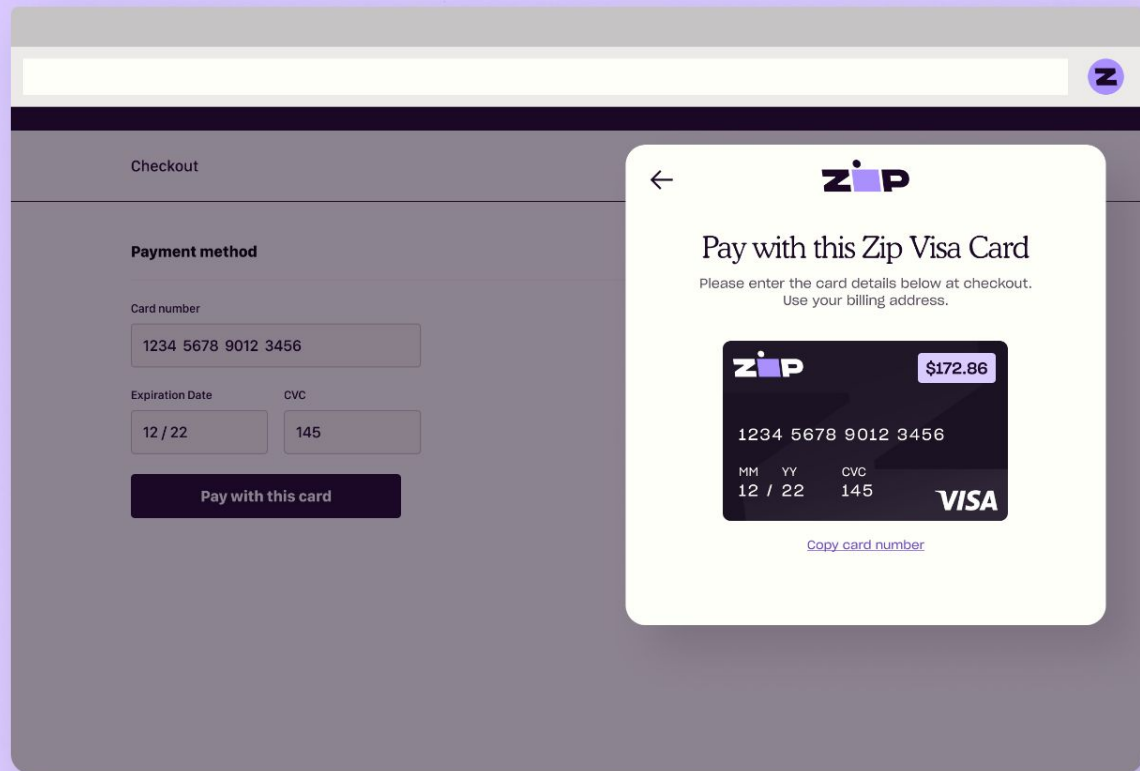 Z
Checkout
Payment method
Card number
1234 5678 9012 3456
Expiration Date CVC
12 / 22 145
Pay with this card
ZIP
Pay with this Zip Visa Card
Please enter the card details below at checkout.
Use your billing address.
ZIP $172.86
1234 5678 9012 3456
MM YY CVC
12 / 22 145
VISA
Copy card number